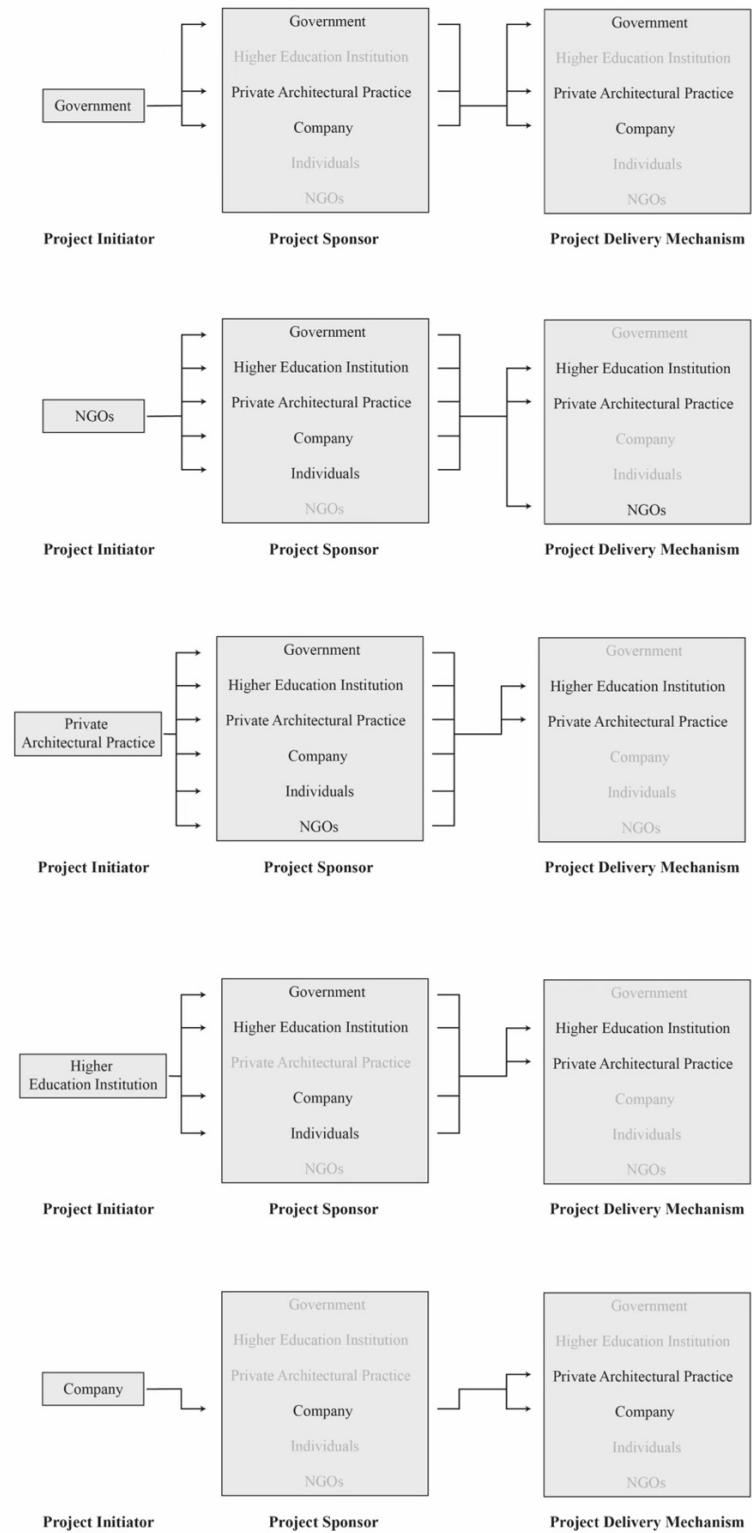 Government
Higher Education Institution
Private Architectural Practice
Company
Individuals
NGOs
Government
Government
Higher Education Institution
Private Architectural Practice
Company
Individuals
NGOs
Project Initiator
Project Sponsor
Project Delivery Mechanism
NGOs
Government
Higher Education Institution
Private Architectural Practice
Company
Individuals
NGOs
Government
Higher Education Institution
Private Architectural Practice
Company
Individuals
NGOs
Project Initiator
Project Sponsor
Project Delivery Mechanism
Private
Architectural Practice
Government
Higher Education Institution
Private Architectural Practice
Company
Individuals
NGOs
Government
Higher Education Institution
Private Architectural Practice
Company
Individuals
NGOs
Project Initiator
Project Sponsor
Project Delivery Mechanism
Higher
Education Institution
Government
Higher Education Institution
Private Architectural Practice
Company
Individuals
NGOs
Government
Higher Education Institution
Private Architectural Practice
Company
Individuals
NGOs
Project Initiator
Project Sponsor
Project Delivery Mechanism
Company
Government
Higher Education Institution
Private Architectural Practice
Company
Individuals
NGOs
Government
Higher Education Institution
Private Architectural Practice
Company
Individuals
NGOs
Project Initiator
Project Sponsor
Project Delivery Mechanism